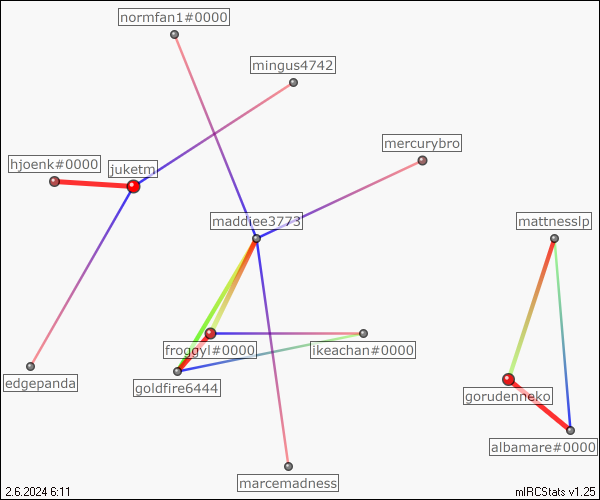 normfan1#0000
mingus4742
mercurybro
hjoenk#0000
juketm
maddiee3773
mattnesslp
froggyl#0000
ikeachan#0000
edgepanda
goldfire6444
gorudenneko
albamare#0000
marcemadness
2.6.2024 6:11
mIRCStats v1.25